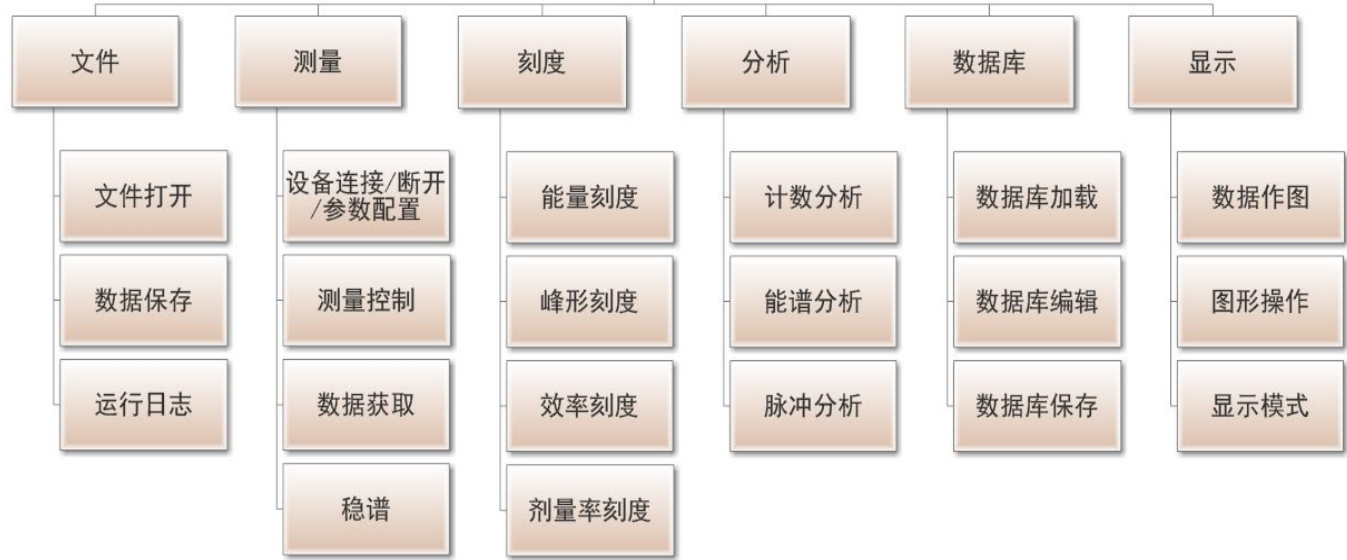 文件
测量
刻度
分析
数据库
显示
文件打开
设备连接/断开
/参数配置
能量刻度
计数分析
数据库加载
数据作图
数据保存
测量控制
峰形刻度
能谱分析
数据库编辑
图形操作
运行日志
数据获取
效率刻度
脉冲分析
数据库保存
显示模式
稳谱
剂量率刻度